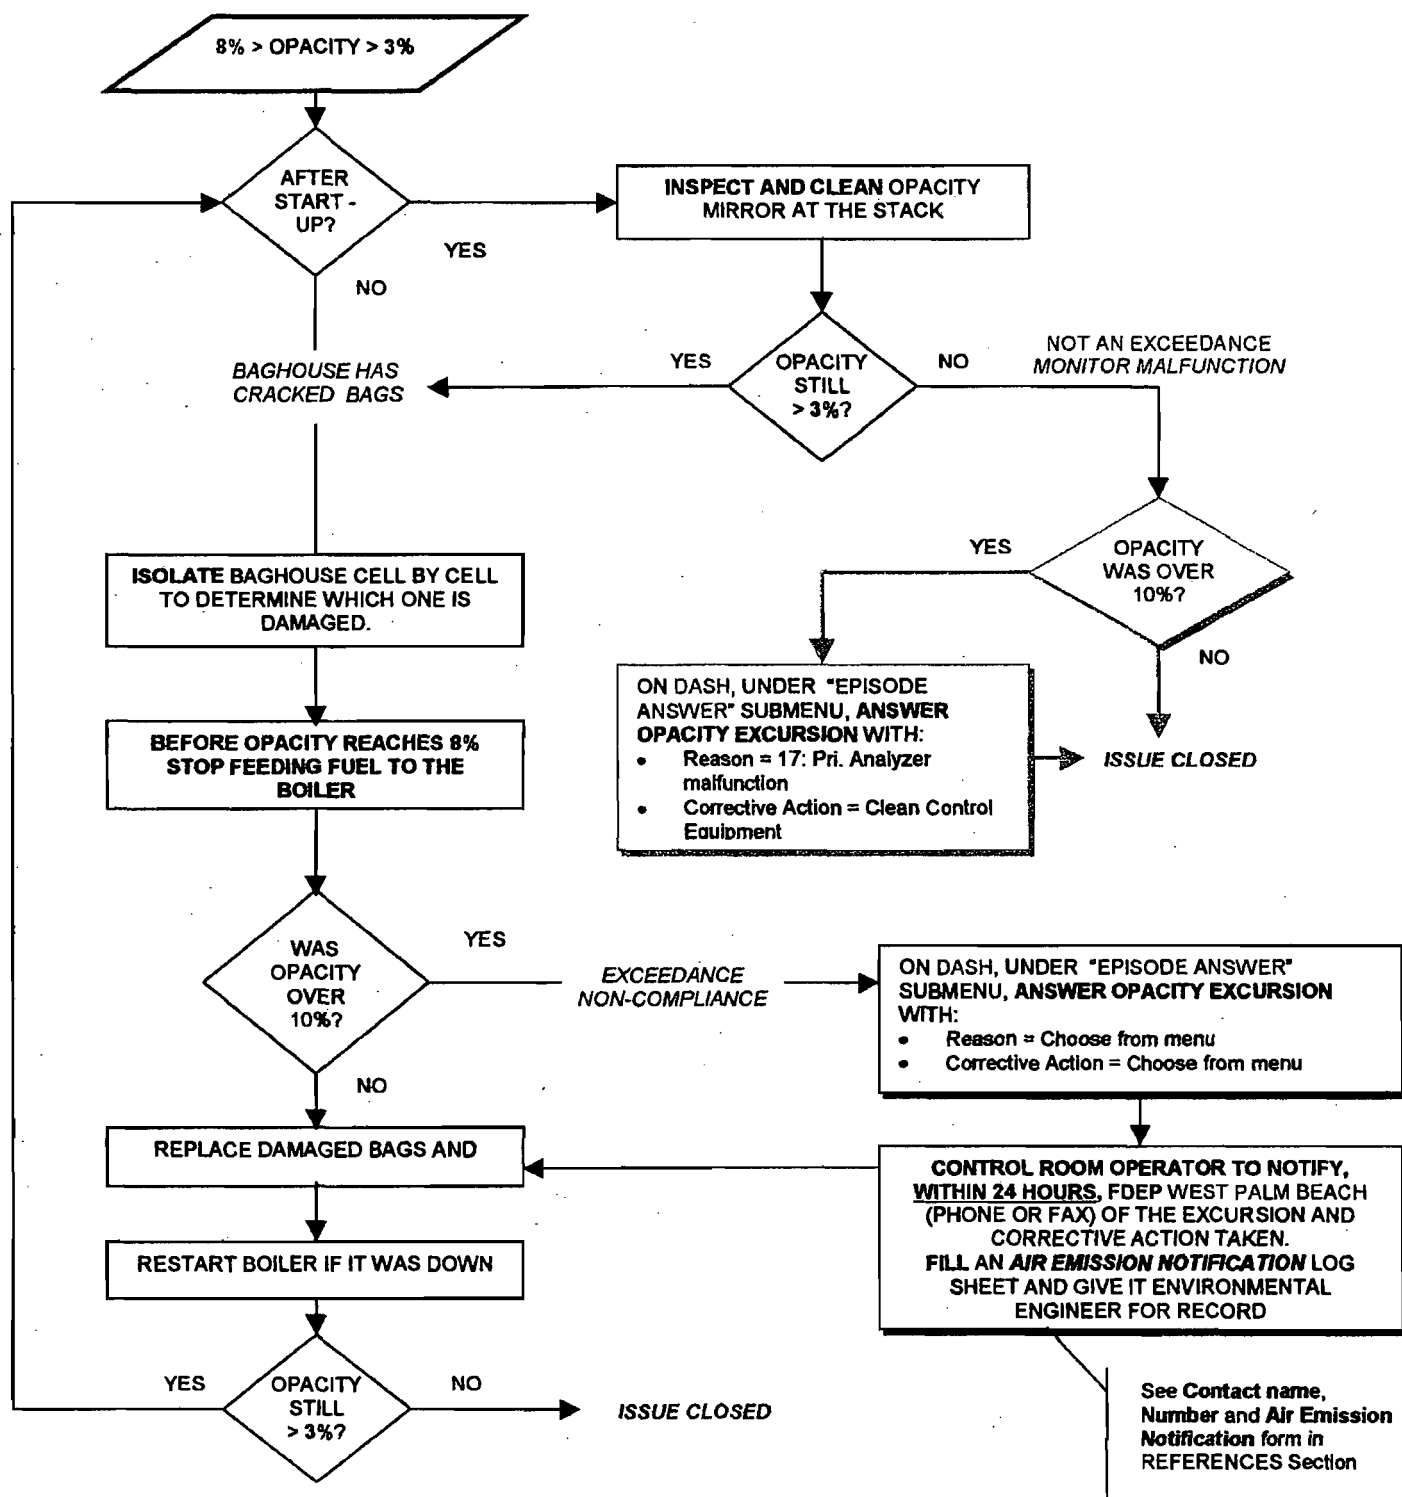 8% > OPACITY > 3%
AFTER
START -
UP?
YES
NO
INSPECT AND CLEAN OPACITY
MIRROR AT THE STACK
OPACITY
STILL
> 3%?
YES
NO
NOT AN EXCEEDANCE
MONITOR MALFUNCTION
BAGHOUSE HAS
CRACKED BAGS
OPACITY
WAS OVER
10%?
YES
NO
ISOLATE BAGHOUSE CELL BY CELL
TO DETERMINE WHICH ONE IS
DAMAGED.
ON DASH, UNDER "EPISODE
ANSWER" SUBMENU, ANSWER
OPACITY EXCURSION WITH:
• Reason = 17: Pri. Analyzer
malfunction
• Corrective Action = Clean Control
Equipment
ISSUE CLOSED
BEFORE OPACITY REACHES 8%
STOP FEEDING FUEL TO THE
BOILER
WAS
OPACITY
OVER
10%?
YES
NO
EXCEEDANCE
NON-COMPLIANCE
ON DASH, UNDER "EPISODE ANSWER"
SUBMENU, ANSWER OPACITY EXCURSION
WITH:
• Reason = Choose from menu
• Corrective Action = Choose from menu
REPLACE DAMAGED BAGS AND
CONTROL ROOM OPERATOR TO NOTIFY,
WITHIN 24 HOURS, FDEP WEST PALM BEACH
(PHONE OR FAX) OF THE EXCURSION AND
CORRECTIVE ACTION TAKEN.
FILL AN AIR EMISSION NOTIFICATION LOG
SHEET AND GIVE IT ENVIRONMENTAL
ENGINEER FOR RECORD
RESTART BOILER IF IT WAS DOWN
OPACITY
STILL
> 3%?
YES
NO
ISSUE CLOSED
See Contact name,
Number and Air Emission
Notification form in
REFERENCES Section